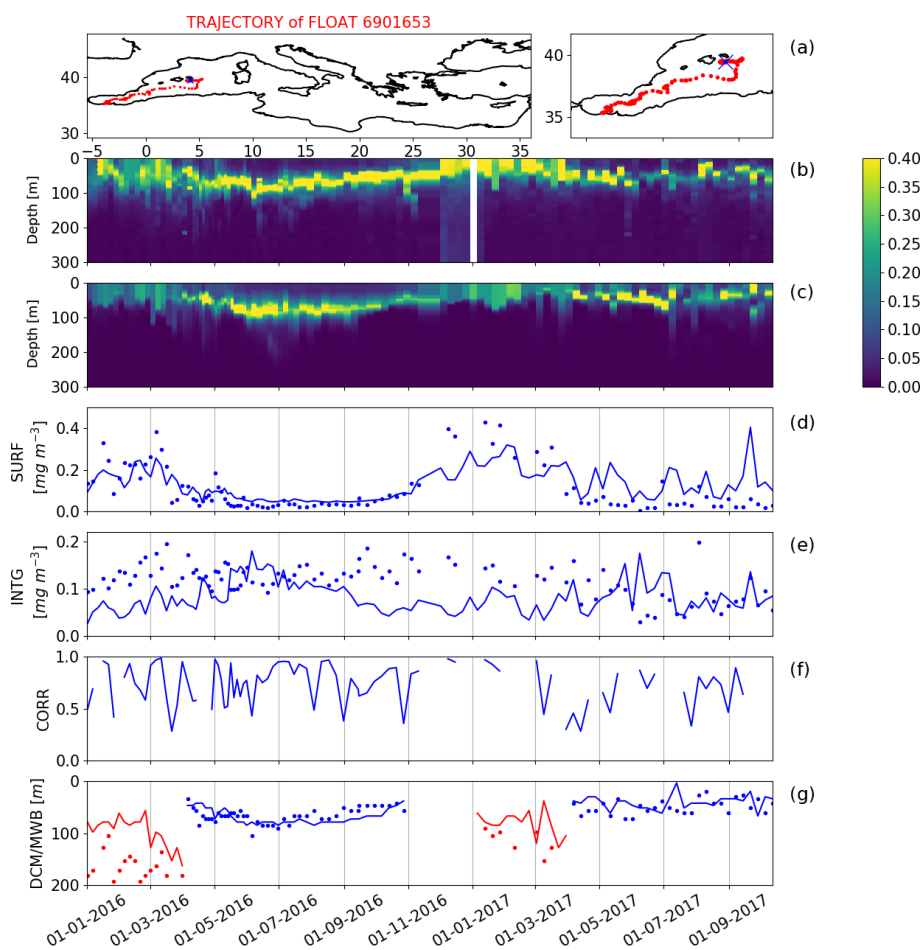 TRAJECTORY of FLOAT 6901653
(a)
40
30
−5 0 5 10 15 20 25 30 35
40
35
(b)
0
100
200
300
Depth [m]
(c)
0
100
200
300
Depth [m]
0.40
0.35
0.30
0.25
0.20
0.15
0.10
0.05
0.00
(d)
0.4
0.2
0.0
SURF
[mg m−3]
(e)
0.2
0.1
0.0
INTG
[mg m−3]
(f)
1.0
0.5
0.0
CORR
(g)
0
100
200
DCM/MWB [m]
01-01-2016
01-03-2016
01-05-2016
01-07-2016
01-09-2016
01-11-2016
01-01-2017
01-03-2017
01-05-2017
01-07-2017
01-09-2017